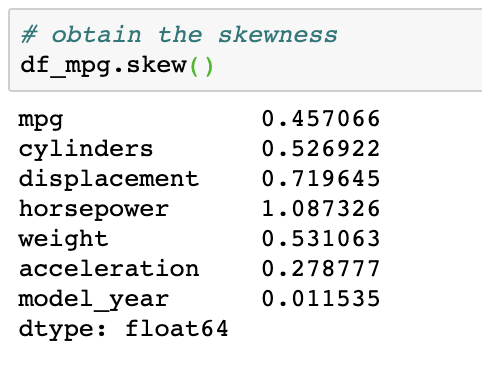 # obtain the skewness
df_mpg.skew()
mpg 0.457066
cylinders 0.526922
displacement 0.719645
horsepower 1.087326
weight 0.531063
acceleration 0.278777
model_year 0.011535
dtype: float64